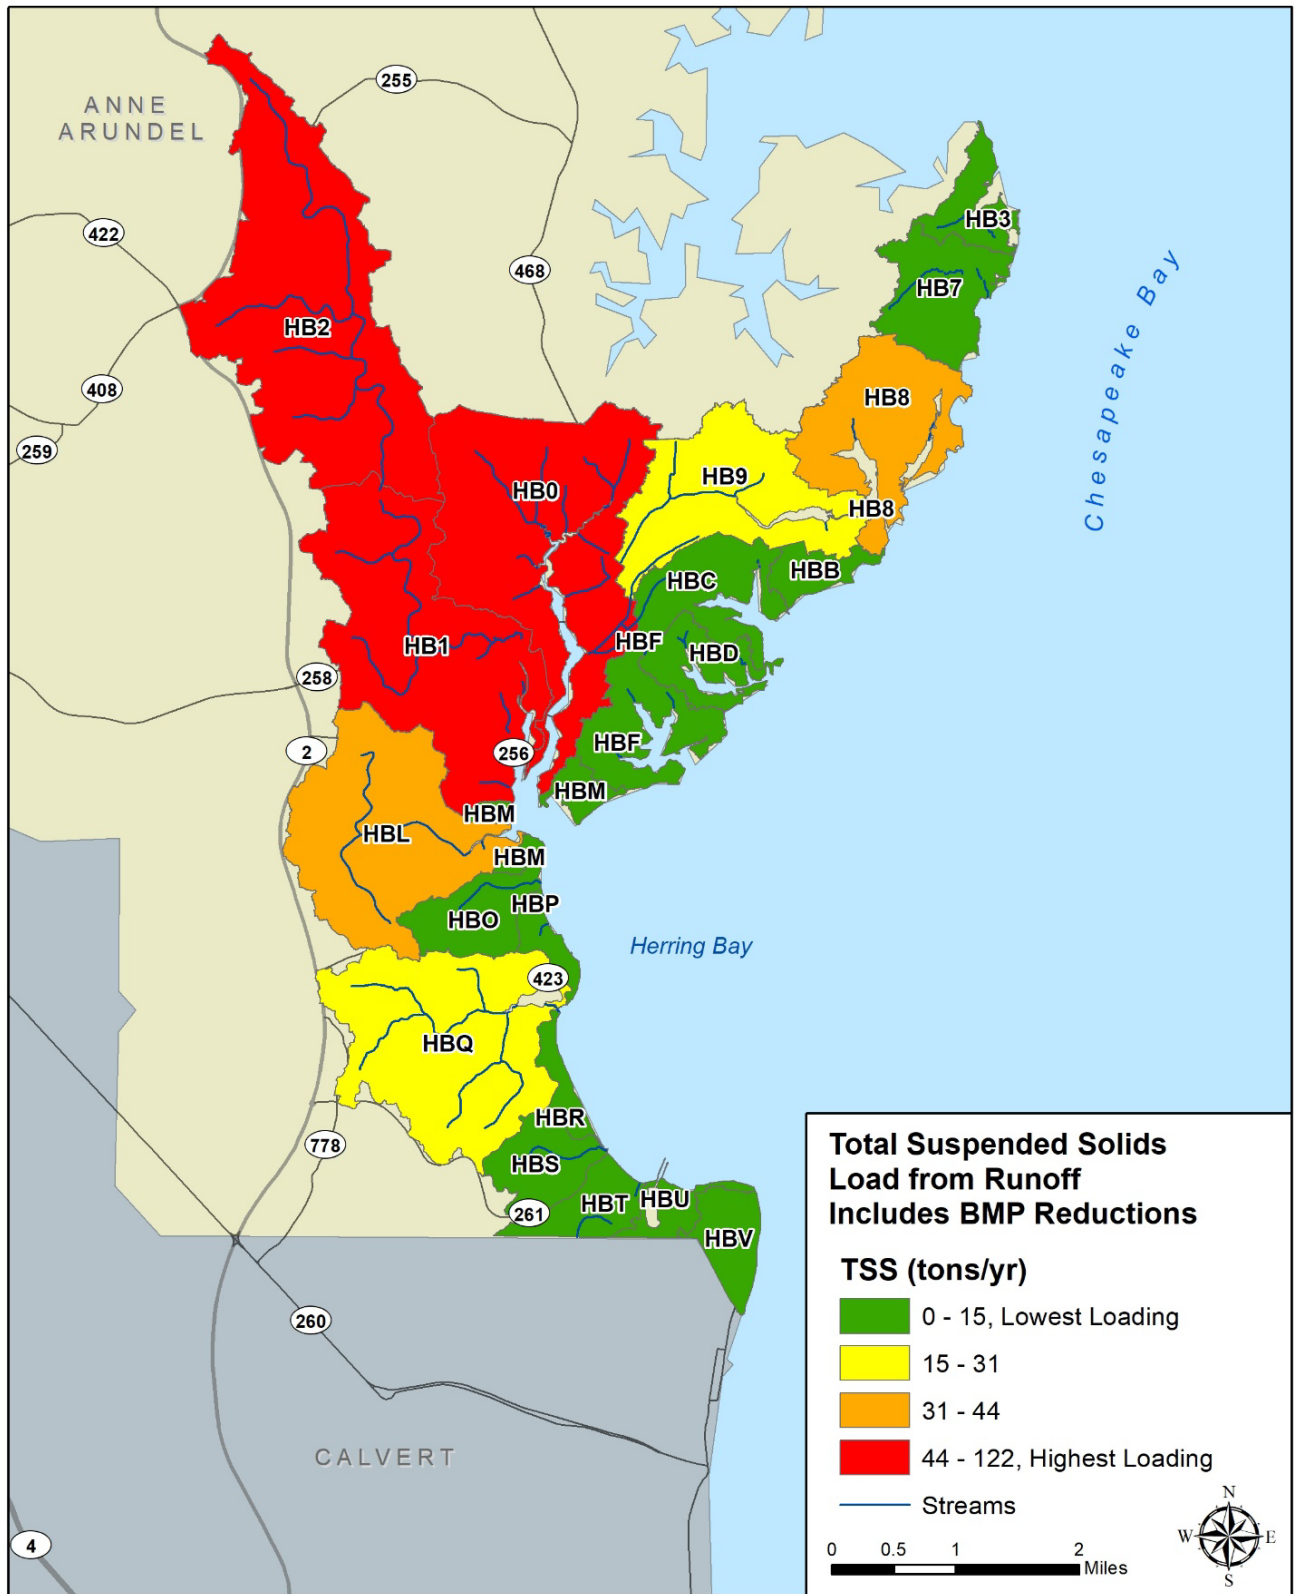 ANNE
ARUNDEL
255
422
468
408
259
HB3
HB7
HB2
HB8
HB9
HB0
HB8
HBC
HBB
HBF
HBD
HB1
258
2
256
HBF
HBM
HBM
HBL
HBM
HBO
HBP
Chesapeake Bay
Herring Bay
423
HBQ
HBR
778
HBS
261
HBT
HBU
HBV
260
CALVERT
4
Total Suspended Solids
Load from Runoff
Includes BMP Reductions
TSS (tons/yr)
0 - 15, Lowest Loading
15 - 31
31 - 44
44 - 122, Highest Loading
Streams
N
W E
S
0 0.5 1 2
Miles